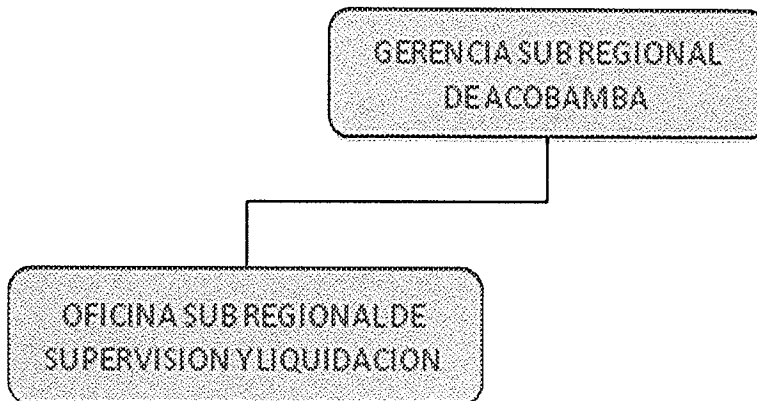 GERENCIA SUB REGIONAL
DE ACOBAMBA
OFICINA SUB REGIONAL DE
SUPERVISION Y LIQUIDACION